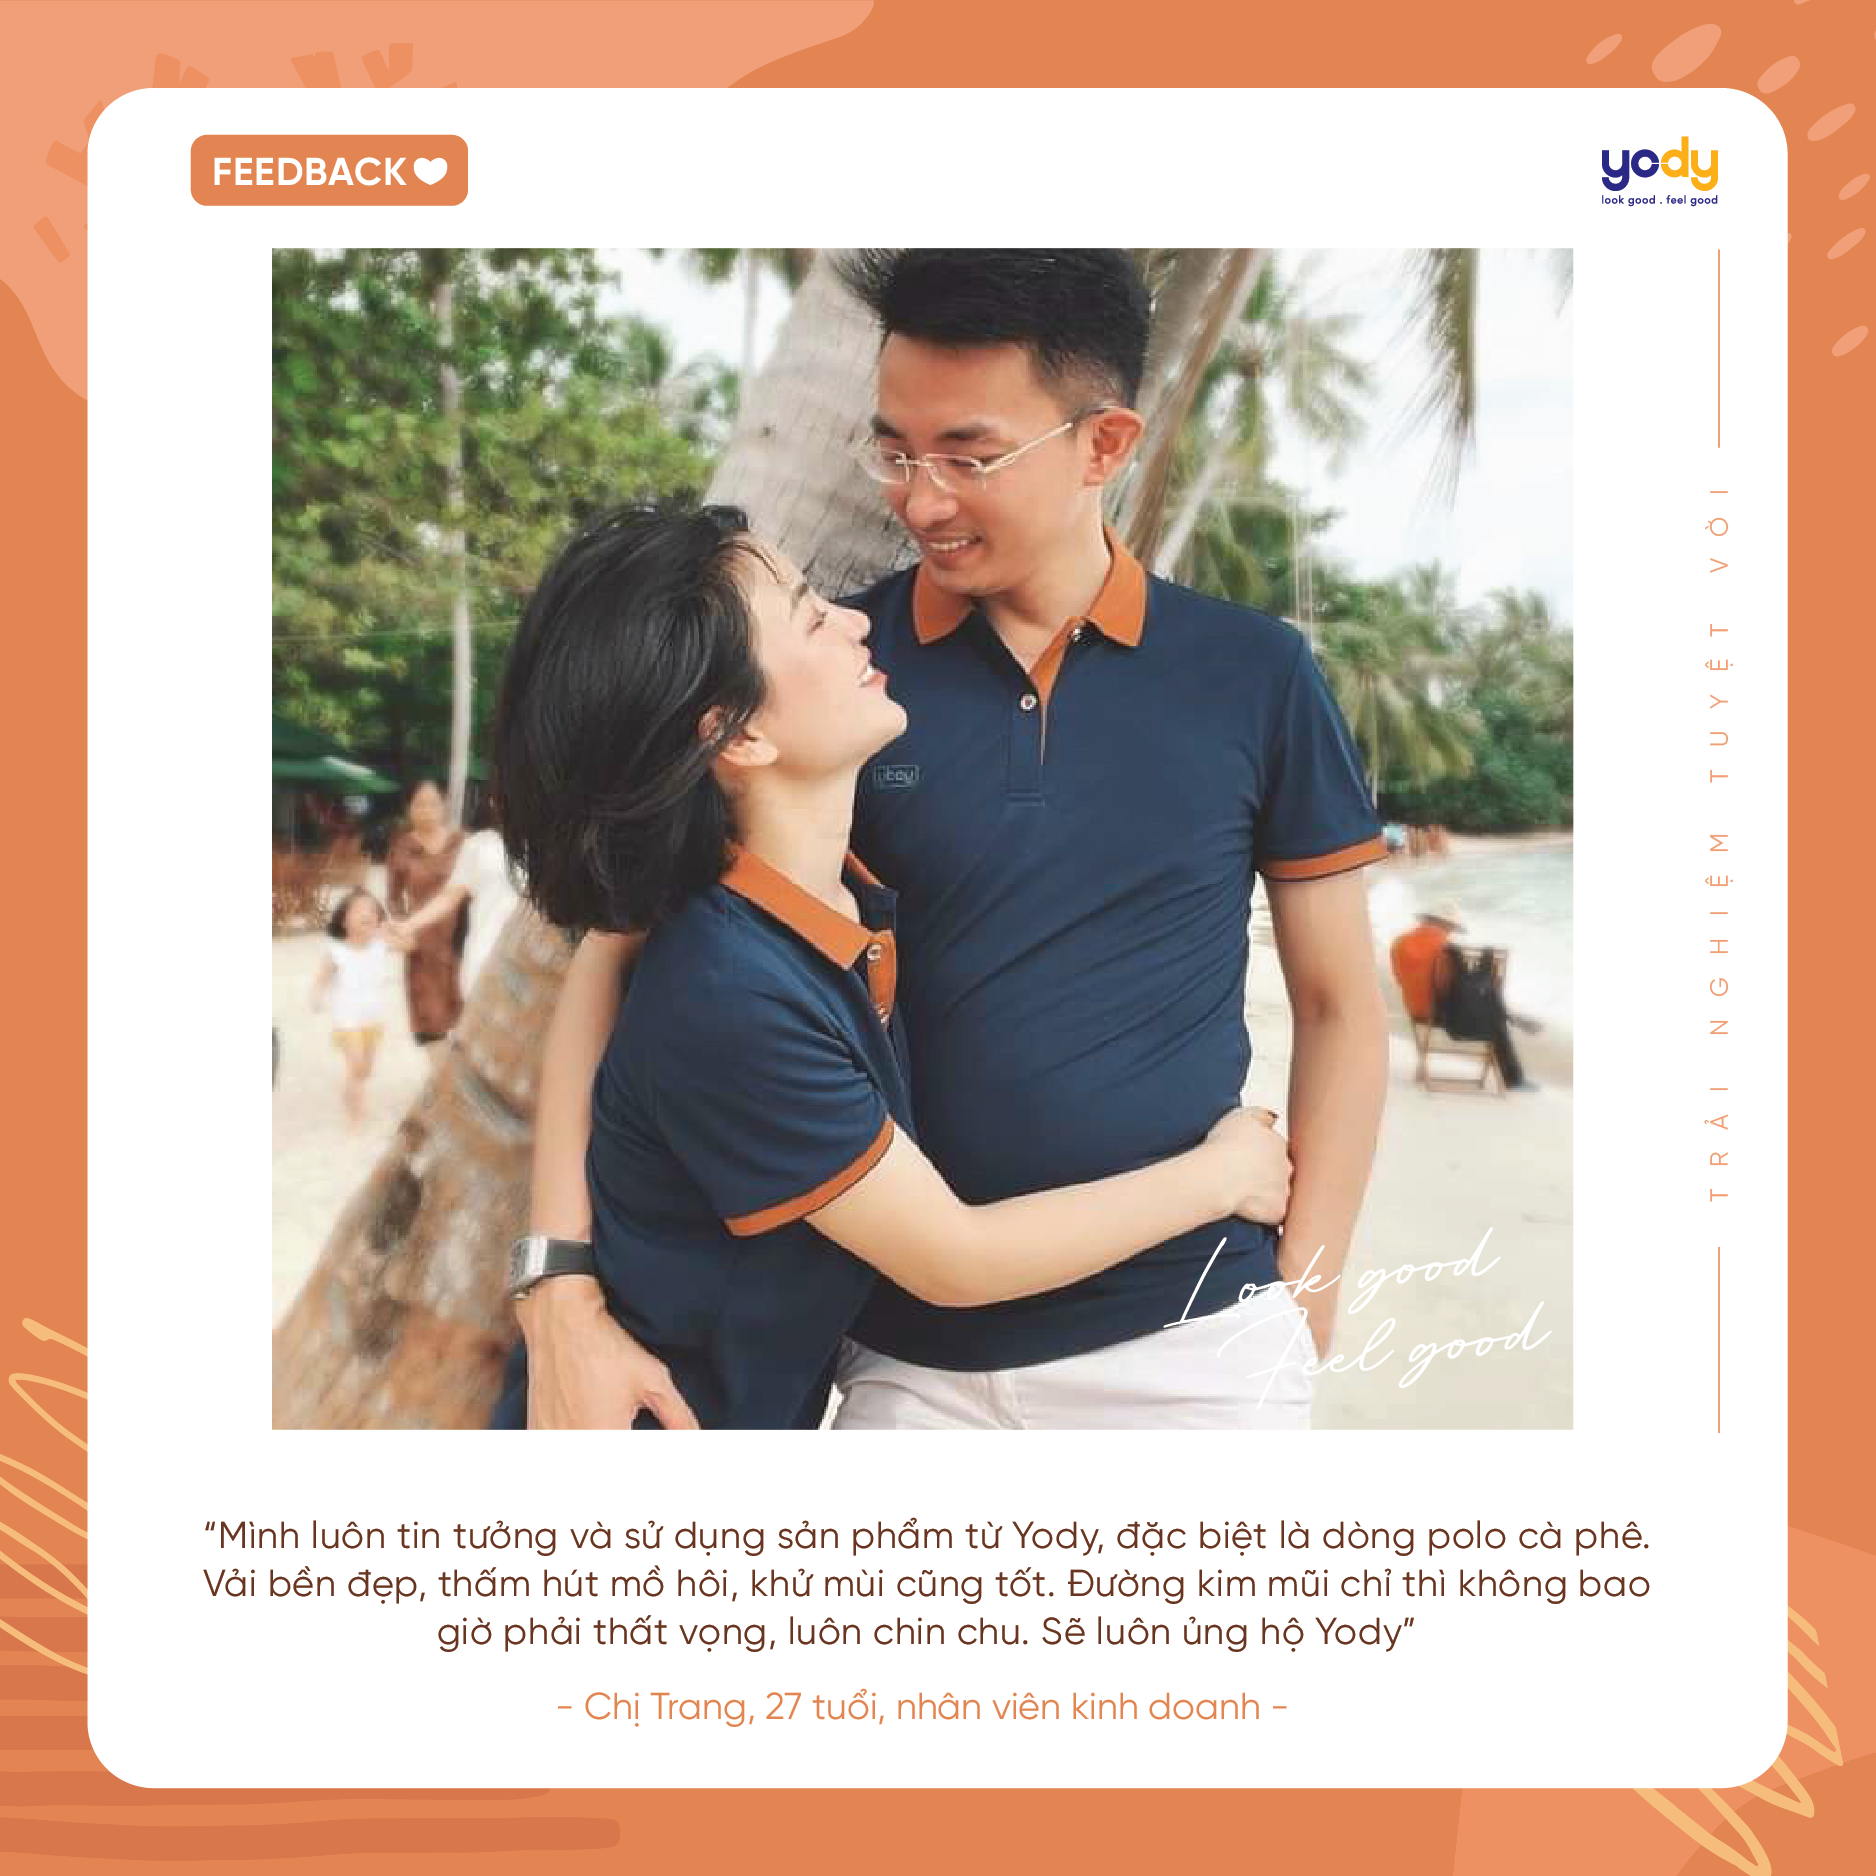 FEEDBACK
yody
look good . feel good
TRẢI NGHIỆM TUYỆT VỜI
Look good
Feel good
“Mình luôn tin tưởng và sử dụng sản phẩm từ Yody, đặc biệt là dòng polo cà phê.
Vải bền đẹp, thấm hút mồ hôi, khử mùi cũng tốt. Đường kim mũi chỉ thì không bao
giờ phải thất vọng, luôn chin chu. Sẽ luôn ủng hộ Yody”
- Chị Trang, 27 tuổi, nhân viên kinh doanh -